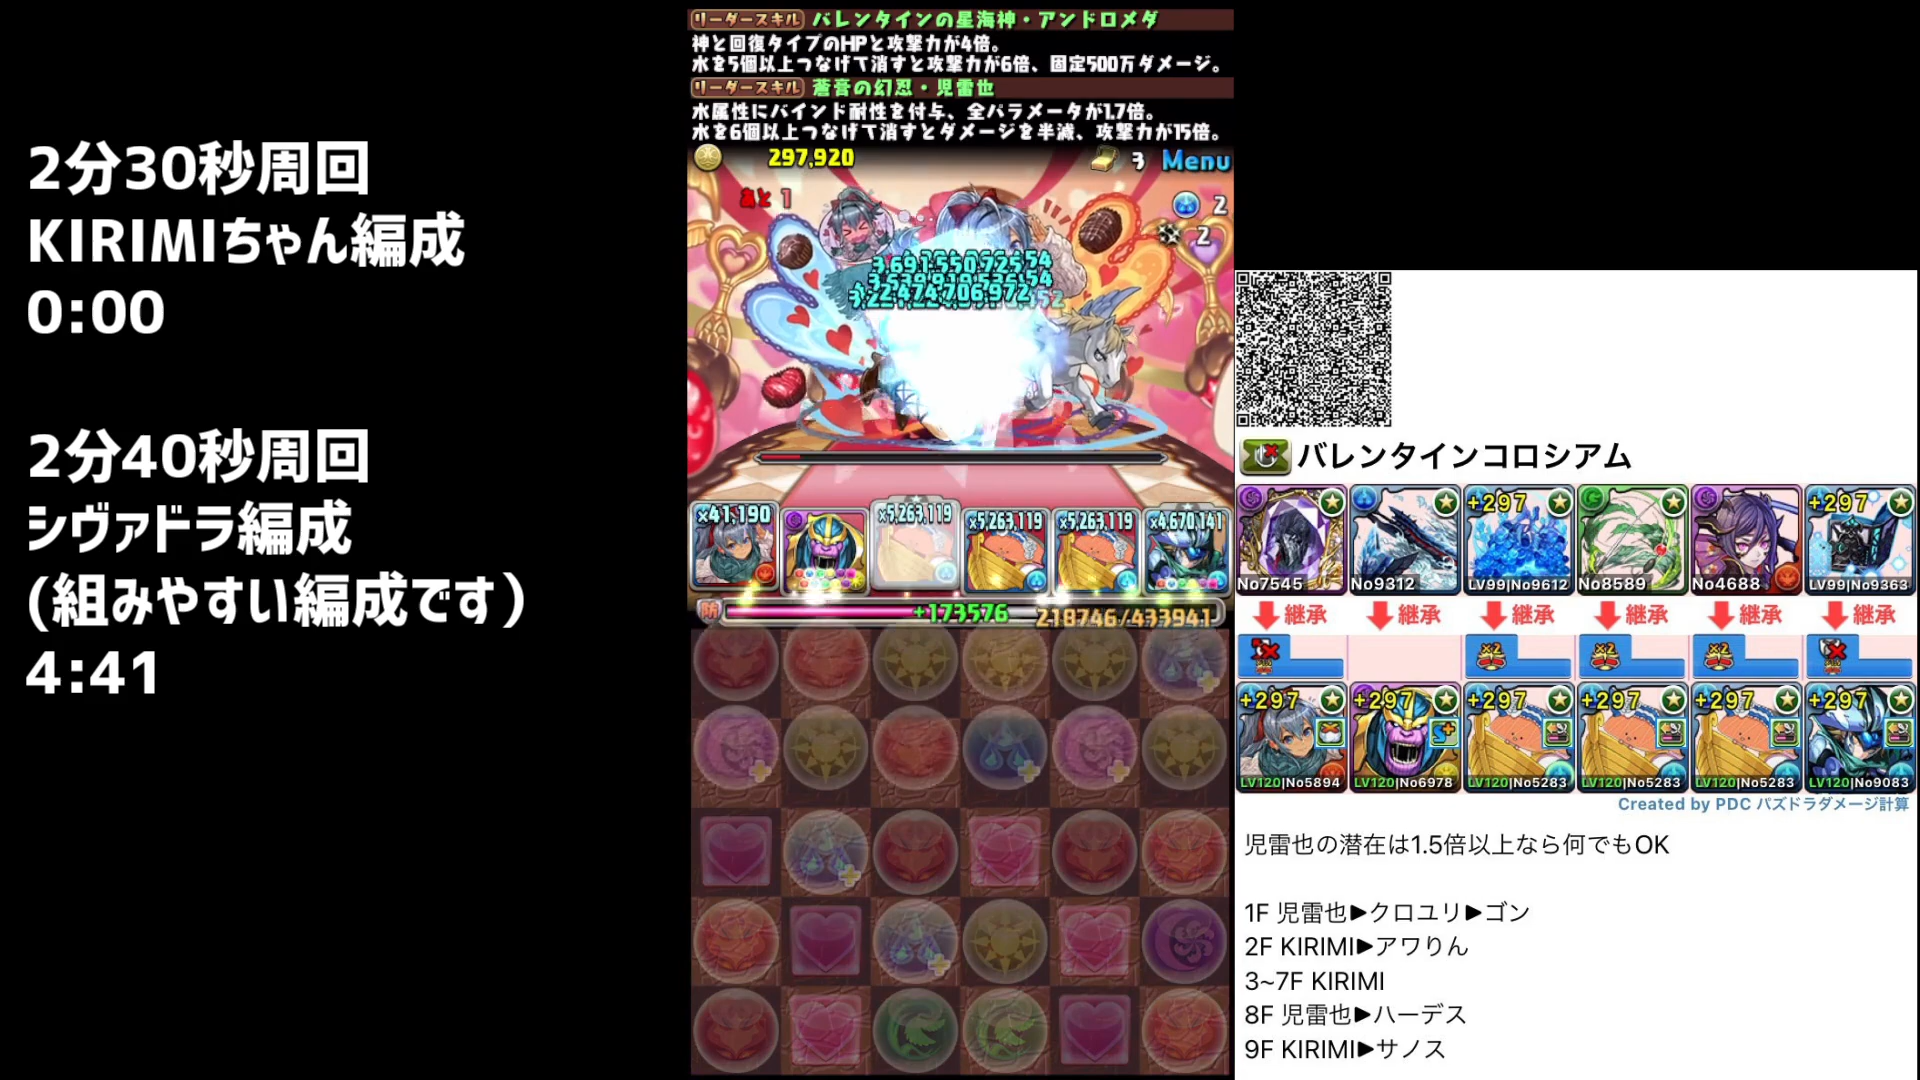 2分30秒周回
KIRIMIちゃん編成
0:00
2分40秒周回
シヴァドラ編成
(組みやすい編成です）
4:41
リーダースキル バレンタインの星海神・アンドロメダ
神と回復タイプのHPと攻撃力が4倍。
水を5個以上つなげて消すと攻撃力が6倍、固定500万ダメージ。
リーダースキル 蒼音の幻忍・児雷也
水属性にバインド耐性を付与、全パラメータが1.7倍。
水を6個以上つなげて消すとダメージを半減、攻撃力が15倍。
297,920 3 Menu
あと 1
2
2
22,474,706,972
×41,190 ×5,263,119 ×5,263,119 ×5,263,119 ×4,670,141
防 +173576 218746/433941
バレンタインコロシアム
+297 +297
No7545 No9312 LV99|No9612 No8589 No4688 LV99|No9363
継承 継承 継承 継承 継承 継承
×2 ×2 ×2
+297 +297 +297 +297 +297 +297
LV120|No5894 LV120|No6978 LV120|No5283 LV120|No5283 LV120|No5283 LV120|No9083
Created by PDC パズドラダメージ計算
児雷也の潜在は1.5倍以上なら何でもOK
1F 児雷也▶クロユリ▶ゴン
2F KIRIMI▶アワりん
3~7F KIRIMI
8F 児雷也▶ハーデス
9F KIRIMI▶サノス